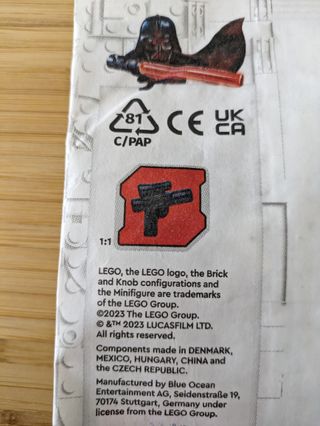 81
C/PAP
CE
UK
CA
1:1
LEGO, the LEGO logo, the Brick
and Knob configurations and
the Minifigure are trademarks
of the LEGO Group.
©2023 The LEGO Group.
© &™ 2023 LUCASFILM LTD.
All rights reserved.
Components made in DENMARK,
MEXICO, HUNGARY, CHINA and
the CZECH REPUBLIC.
Manufactured by Blue Ocean
Entertainment AG, Seidenstraße 19,
70174 Stuttgart, Germany under
license from the LEGO Group.